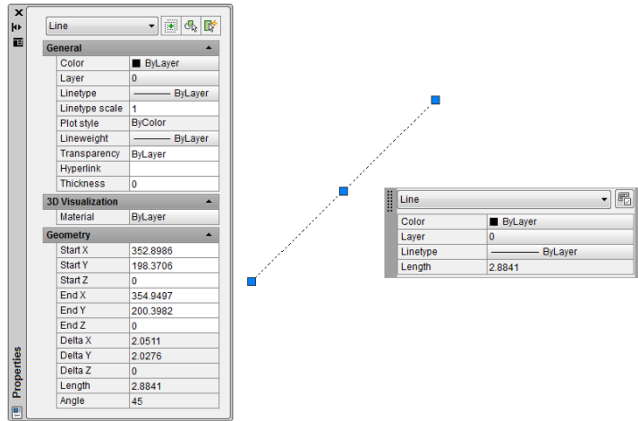 Line
General
Color ByLayer
Layer 0
Linetype ByLayer
Linetype scale 1
Plot style ByColor
Lineweight ByLayer
Transparency ByLayer
Hyperlink
Thickness 0
3D Visualization
Material ByLayer
Geometry
Start X 352.8986
Start Y 198.3706
Start Z 0
End X 354.9497
End Y 200.3982
End Z 0
Delta X 2.0511
Delta Y 2.0276
Delta Z 0
Length 2.8841
Angle 45
Properties
Line
Color ByLayer
Layer 0
Linetype ByLayer
Length 2.8841